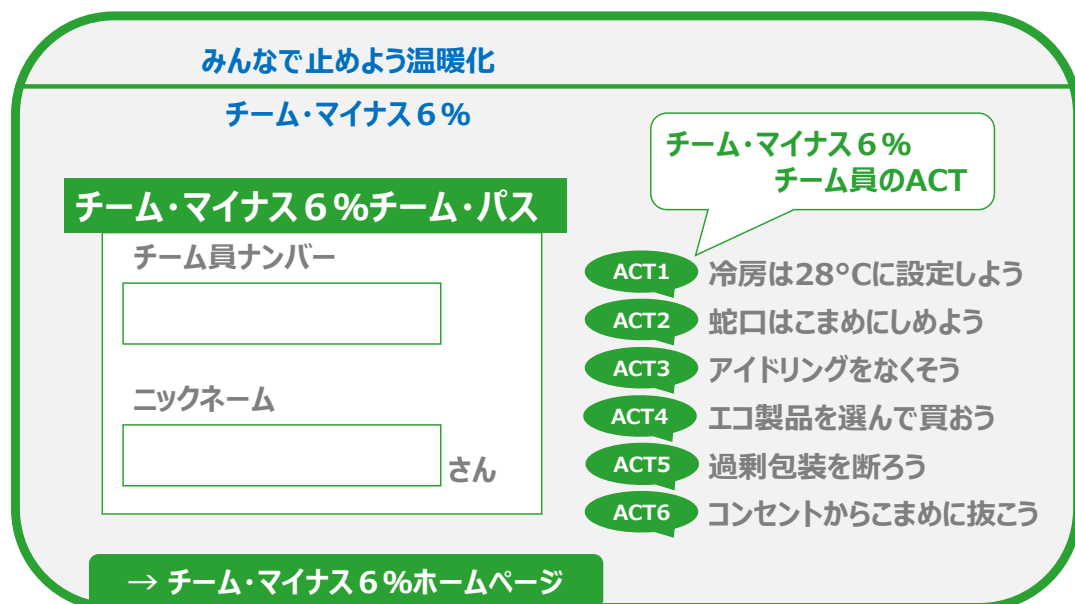 みんなで止めよう温暖化
チーム・マイナス６%
チーム・マイナス６%チーム・パス
チーム員ナンバー
ニックネーム
さん
チーム・マイナス６%
チーム員のACT
ACT1 冷房は28°Cに設定しよう
ACT2 蛇口はこまめにしめよう
ACT3 アイドリングをなくそう
ACT4 エコ製品を選んで買おう
ACT5 過剰包装を断ろう
ACT6 コンセントからこまめに抜こう
→ チーム・マイナス６%ホームページ